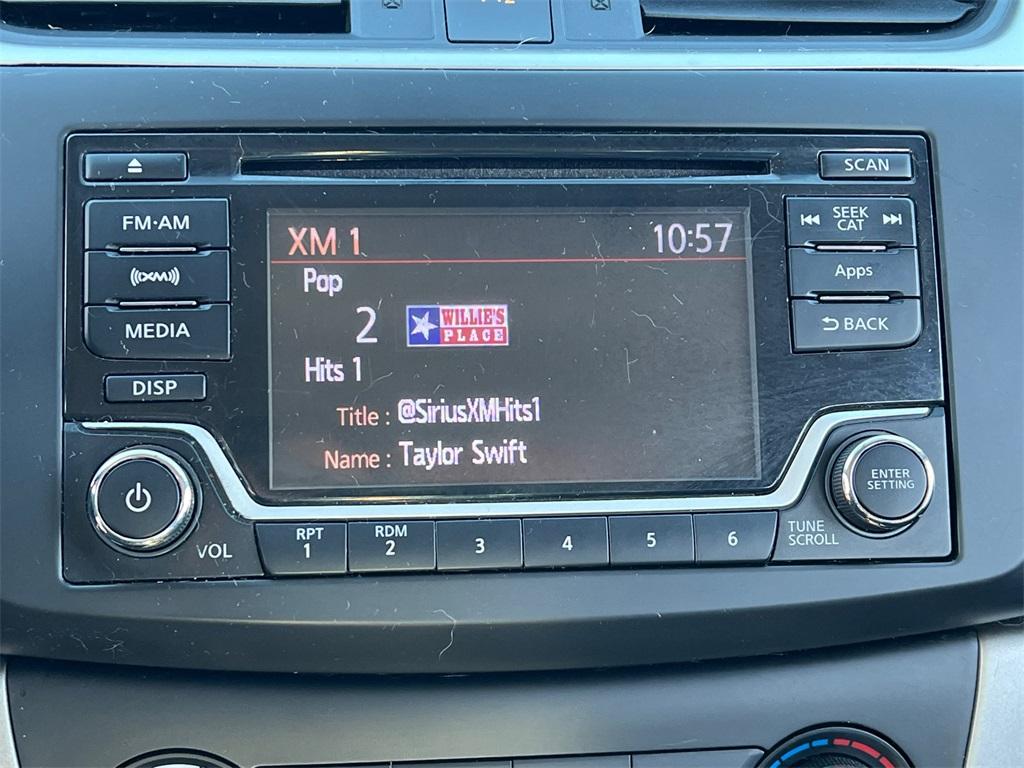 SCAN
FM·AM
XM
MEDIA
DISP
XM 1 10:57
Pop
2 WILLIE'S
PLACE
Hits 1
Title : @SiriusXMHits1
Name : Taylor Swift
SEEK
CAT
Apps
BACK
ENTER
SETTING
VOL
RPT
1
RDM
2
3
4
5
6
TUNE
SCROLL